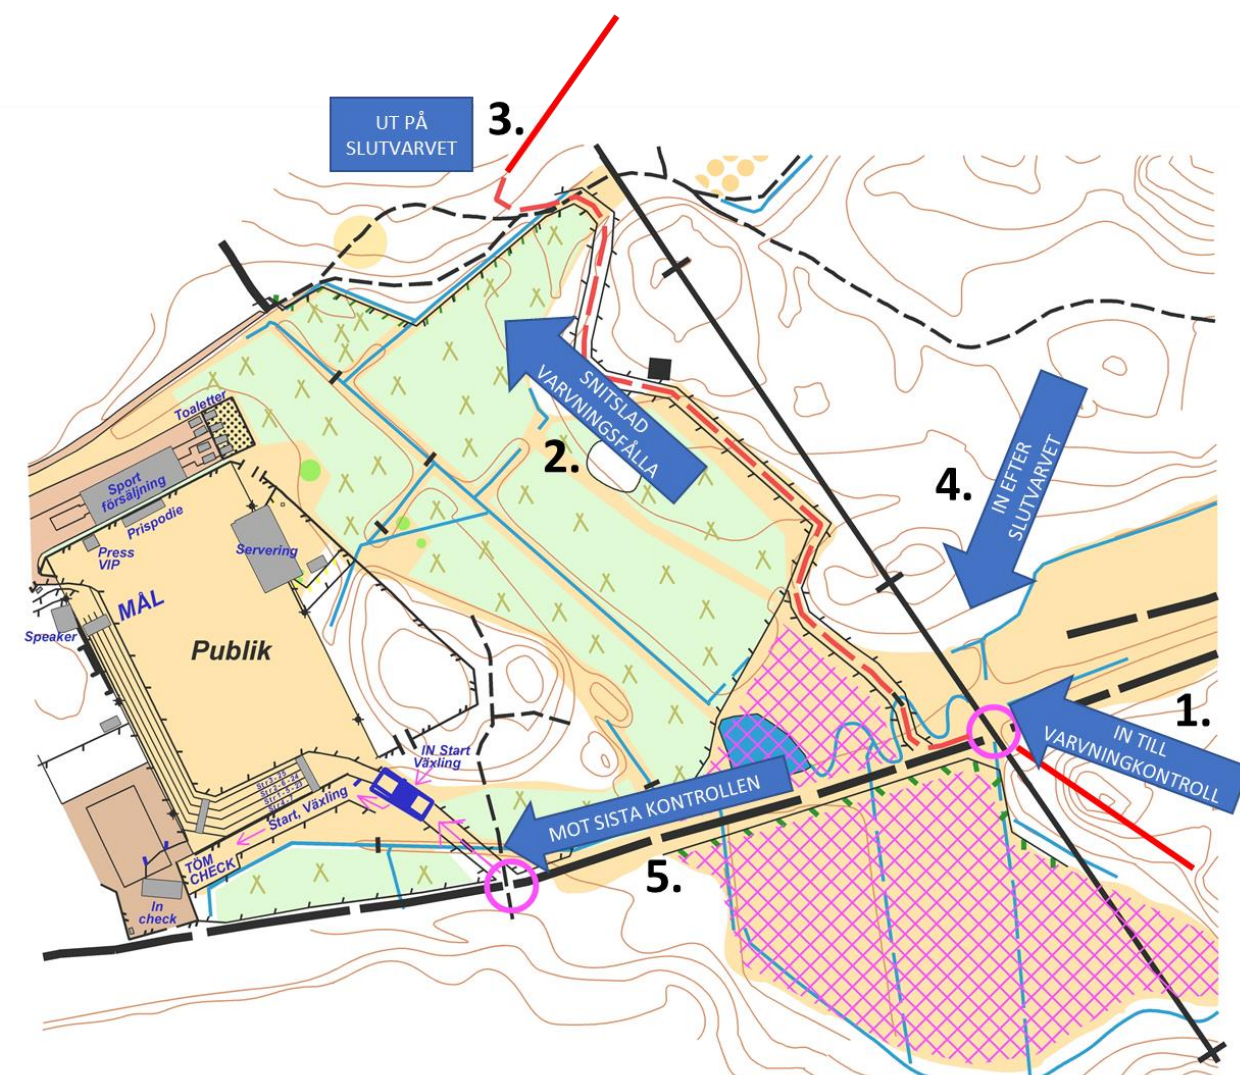 3.
UT PÅ
SLUTVARVET
SNITSLAD
VARVNINGSFÅLLA
2.
4.
IN EFTER
SLUTVARVET
Toaletter
Sport
försäljning
Prispodie
Press
VIP
Servering
MÅL
Speaker
Publik
1.
IN TILL
VARVNINGKONTROLL
IN Start
Växling
MOT SISTA KONTROLLEN
5.
Start, Växling
TÖM
CHECK
In
check